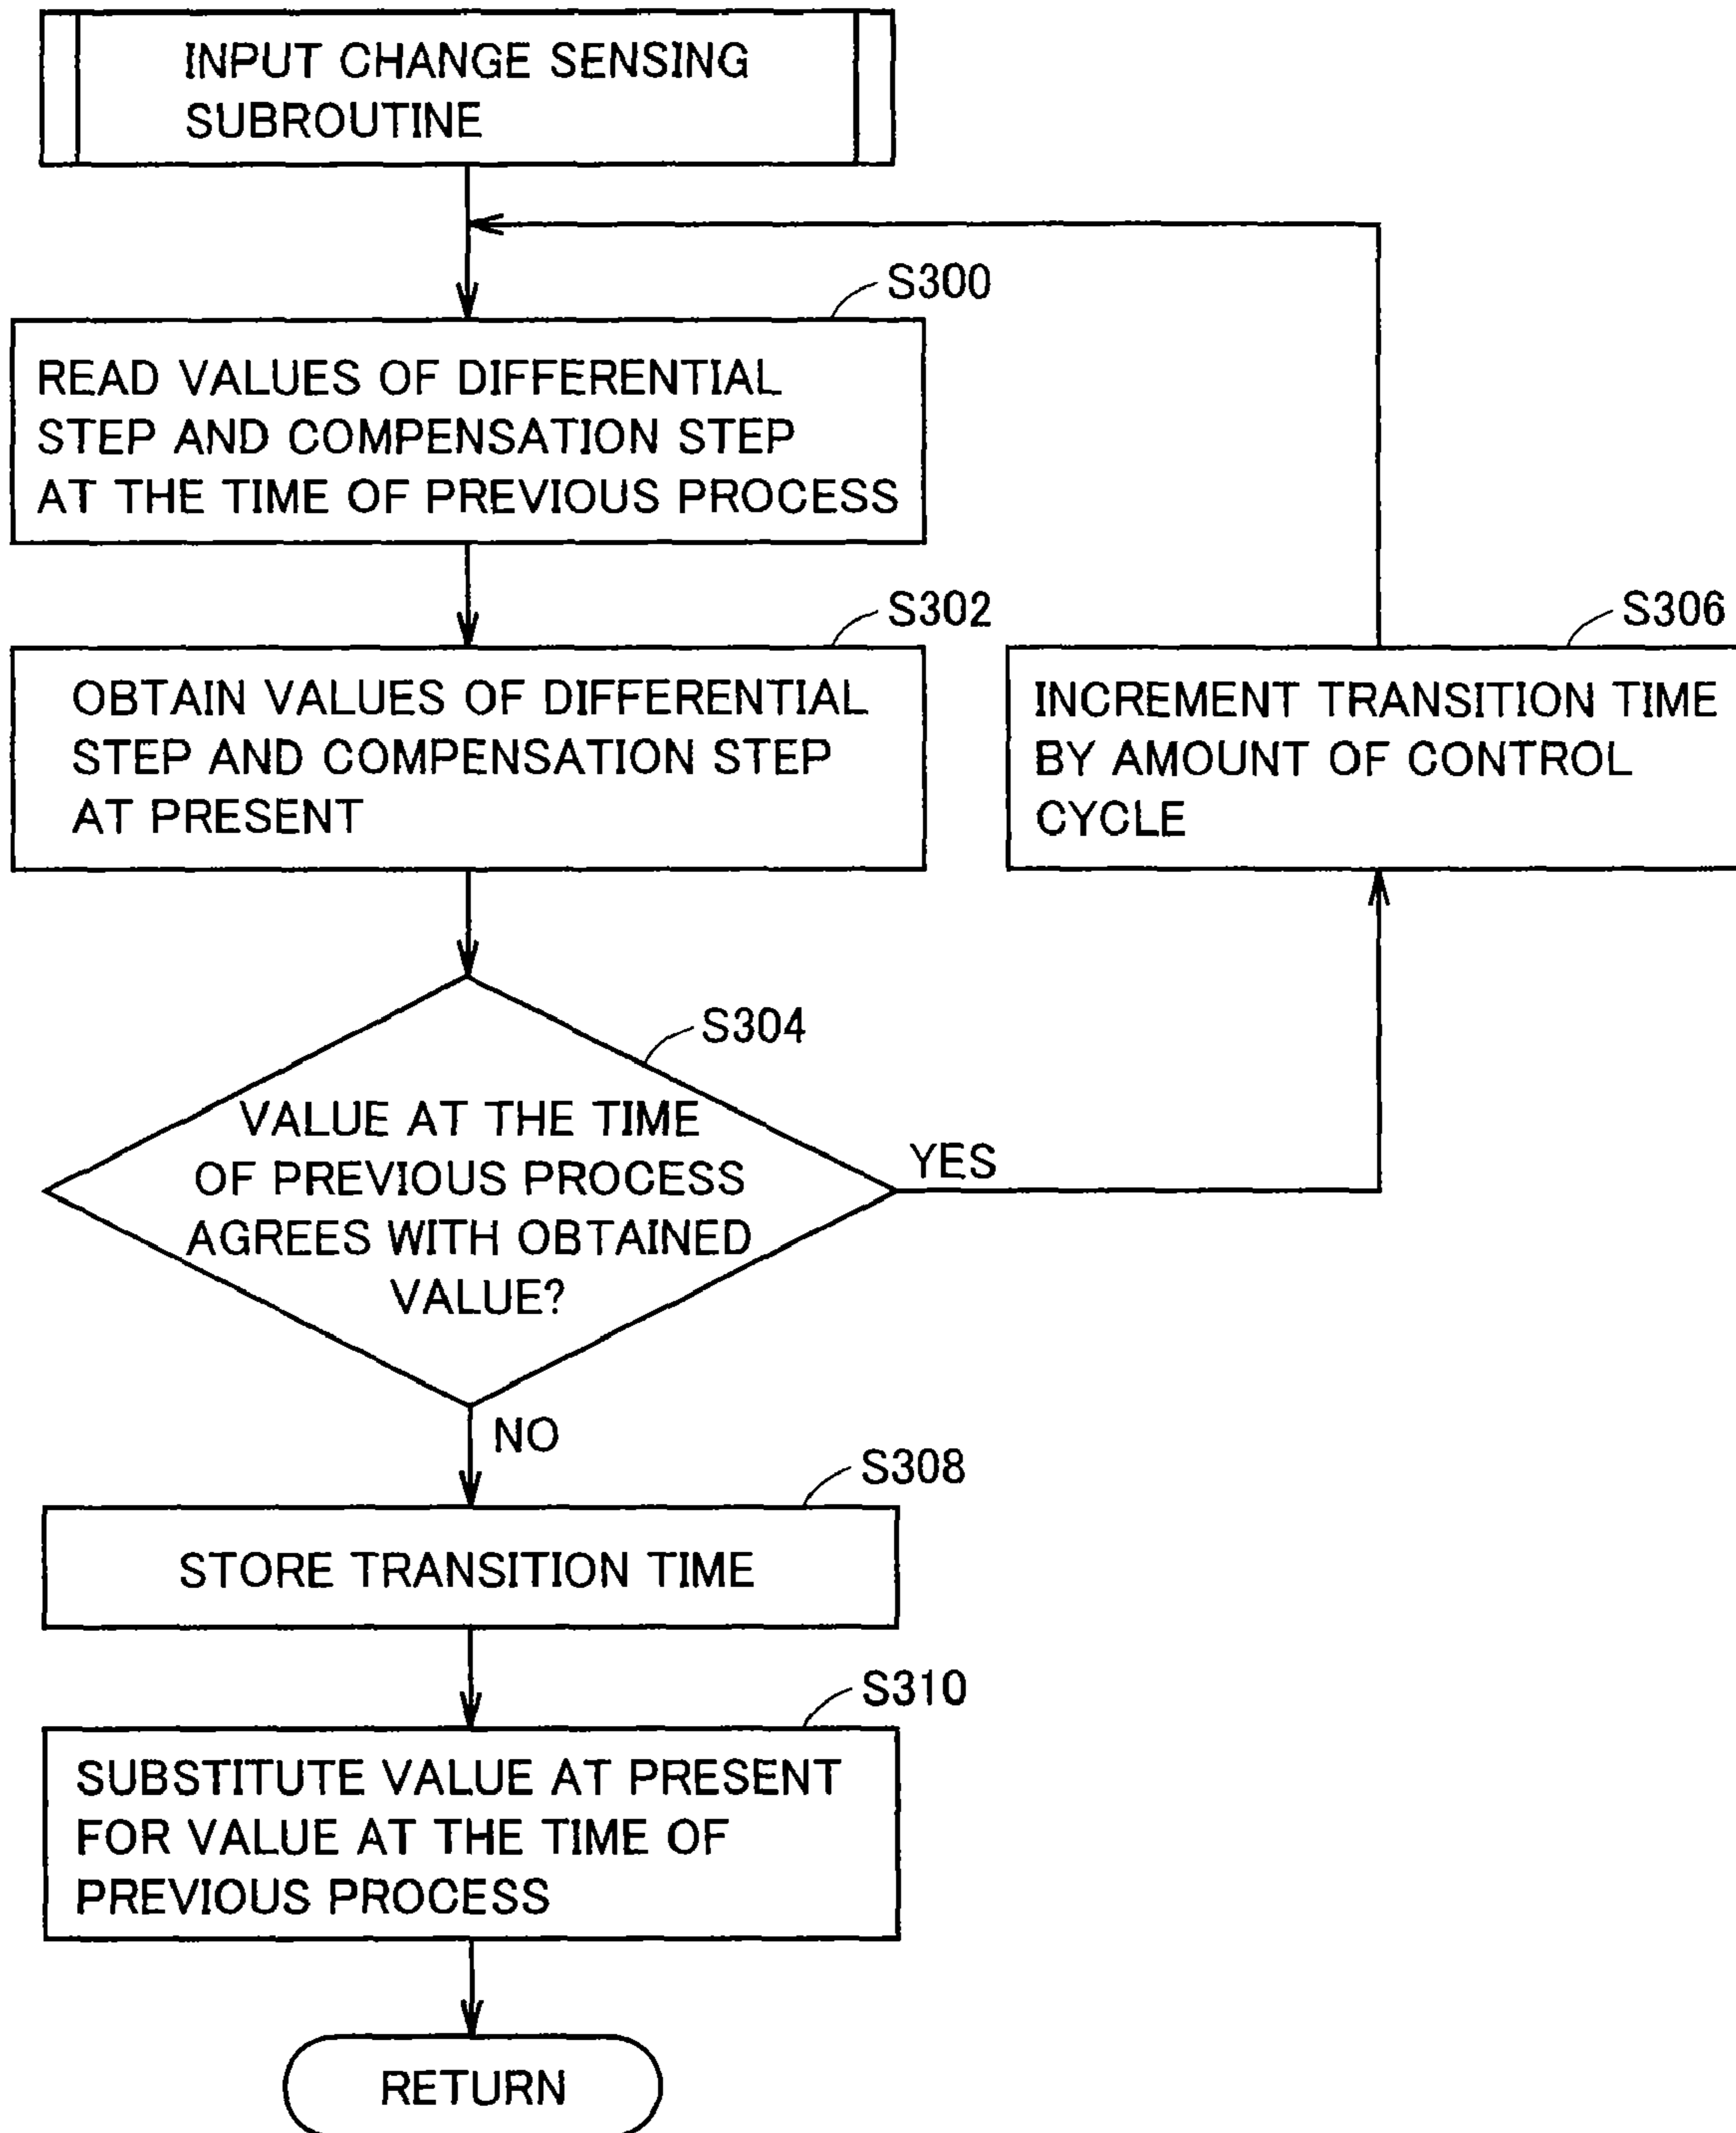 INPUT CHANGE SENSING
SUBROUTINE
S300
READ VALUES OF DIFFERENTIAL
STEP AND COMPENSATION STEP
AT THE TIME OF PREVIOUS PROCESS
S302
OBTAIN VALUES OF DIFFERENTIAL
STEP AND COMPENSATION STEP
AT PRESENT
S306
INCREMENT TRANSITION TIME
BY AMOUNT OF CONTROL
CYCLE
S304
VALUE AT THE TIME
OF PREVIOUS PROCESS
AGREES WITH OBTAINED
VALUE?
YES
NO
S308
STORE TRANSITION TIME
S310
SUBSTITUTE VALUE AT PRESENT
FOR VALUE AT THE TIME OF
PREVIOUS PROCESS
RETURN